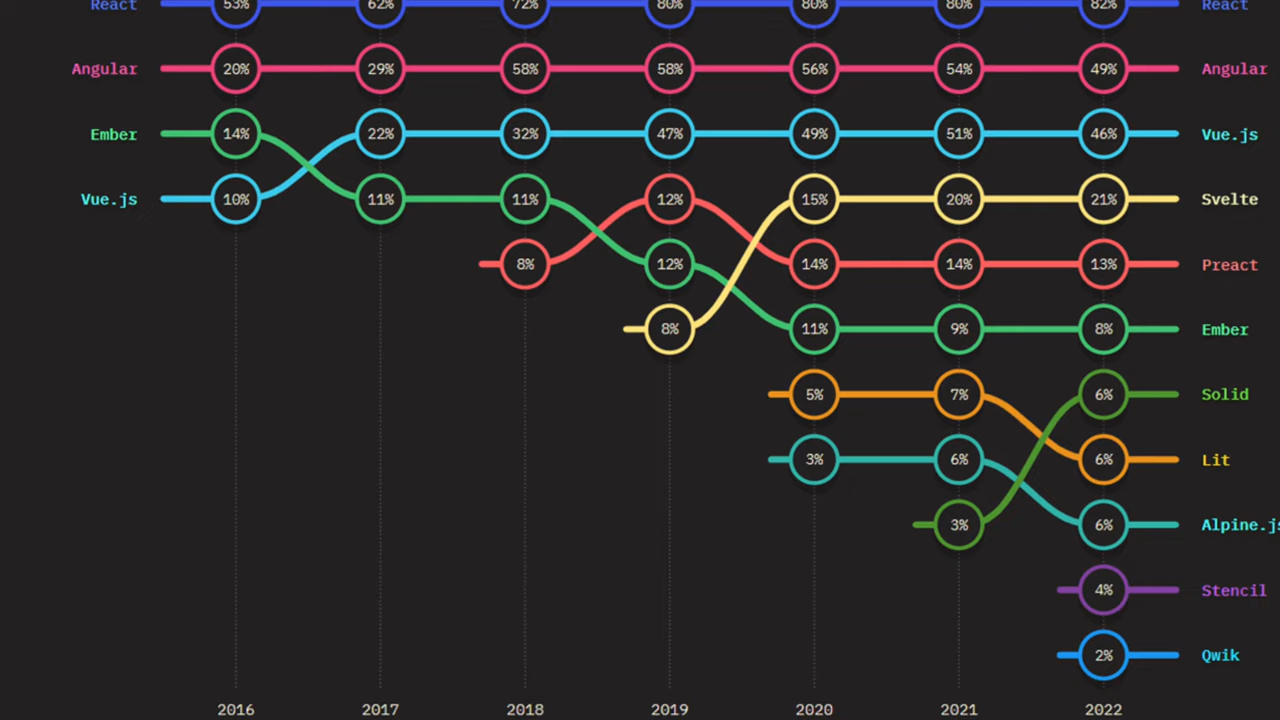 React 53% 62% 72% 80% 80% 80% 82% React
Angular 20% 29% 58% 58% 56% 54% 49% Angular
Ember 14% 22% 32% 47% 49% 51% 46% Vue.js
Vue.js 10% 11% 11% 12% 15% 20% 21% Svelte
8% 12% 14% 14% 13% Preact
8% 11% 9% 8% Ember
5% 7% 6% Solid
3% 6% 6% Lit
3% 6% Alpine.js
4% Stencil
2% Qwik
2016 2017 2018 2019 2020 2021 2022